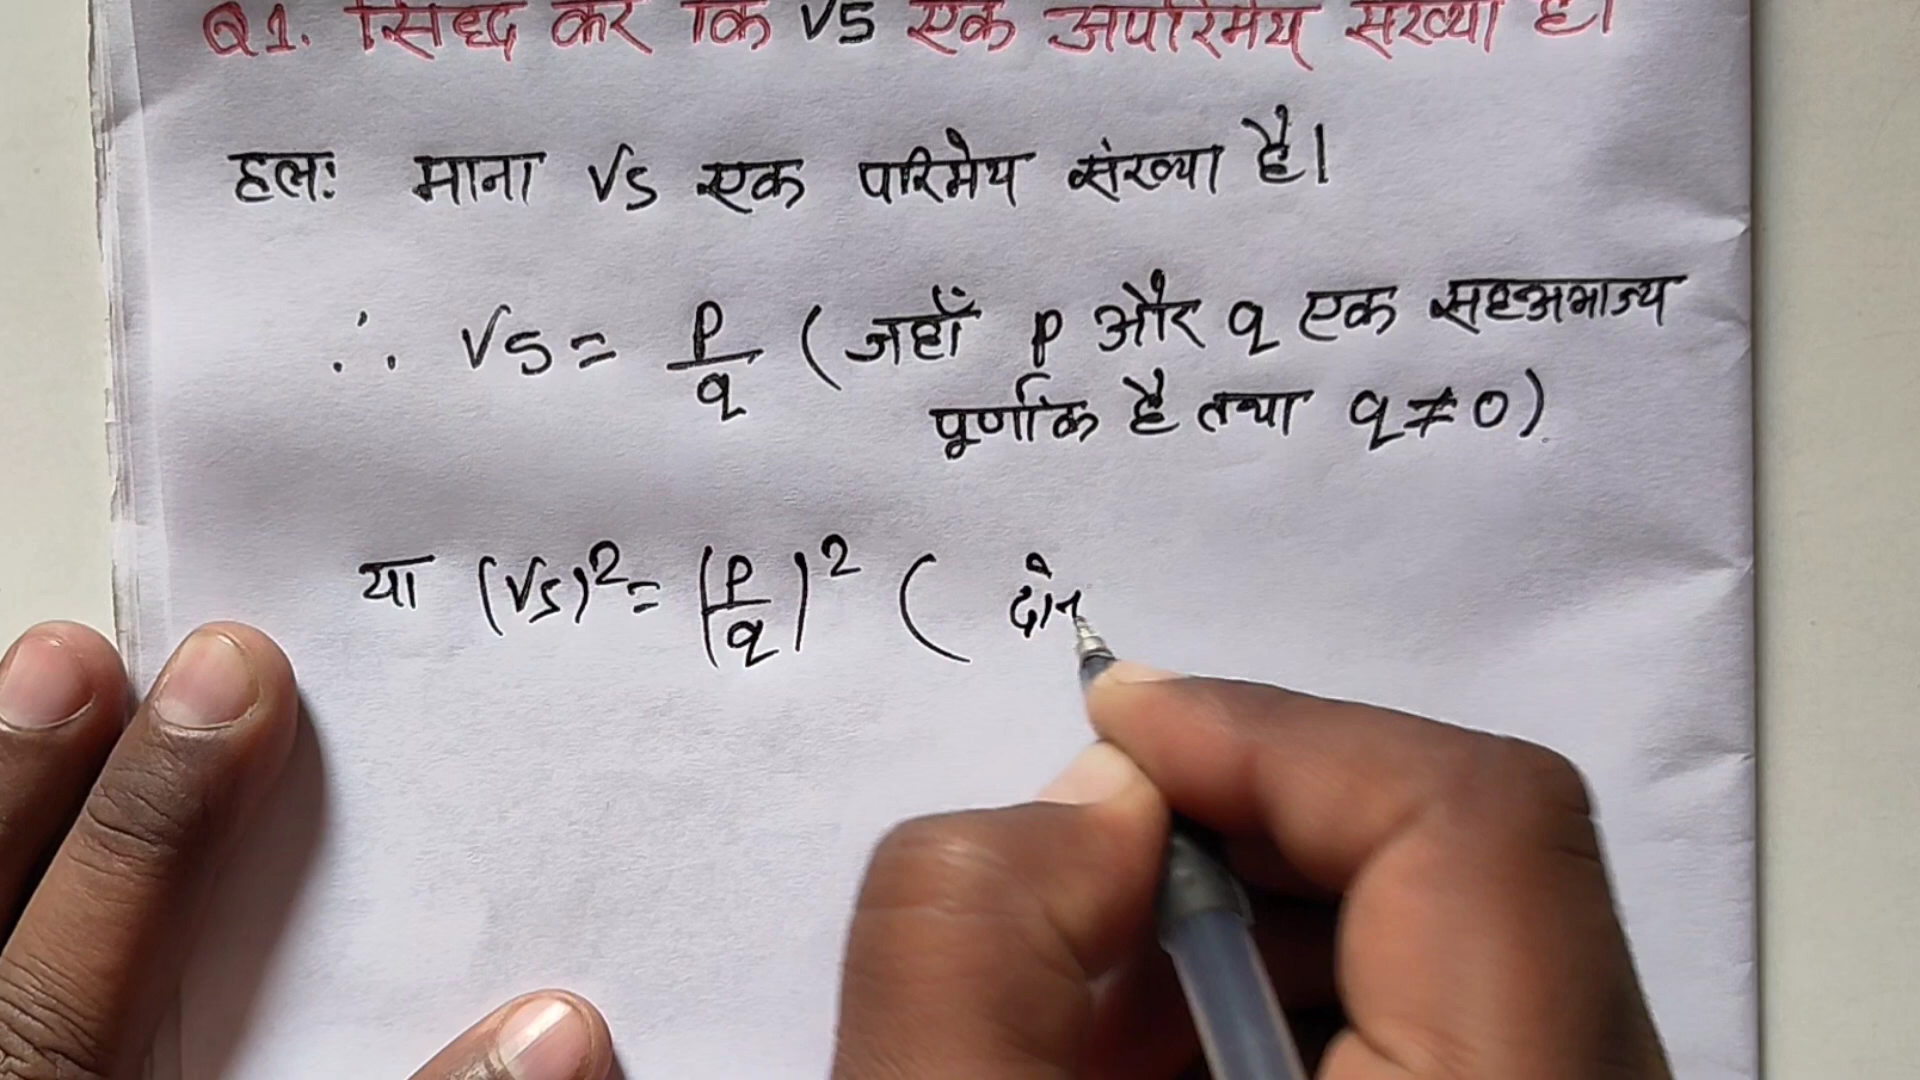 Q1. सिद्ध करें कि √5 एक अपरिमेय संख्या है।
हल: माना √5 एक परिमेय संख्या है।
∴ √5 = p/q (जहाँ p और q एक सहअभाज्य
पूर्णांक है तथा q ≠ 0)
या (√5)² = (p/q)² ( दोन